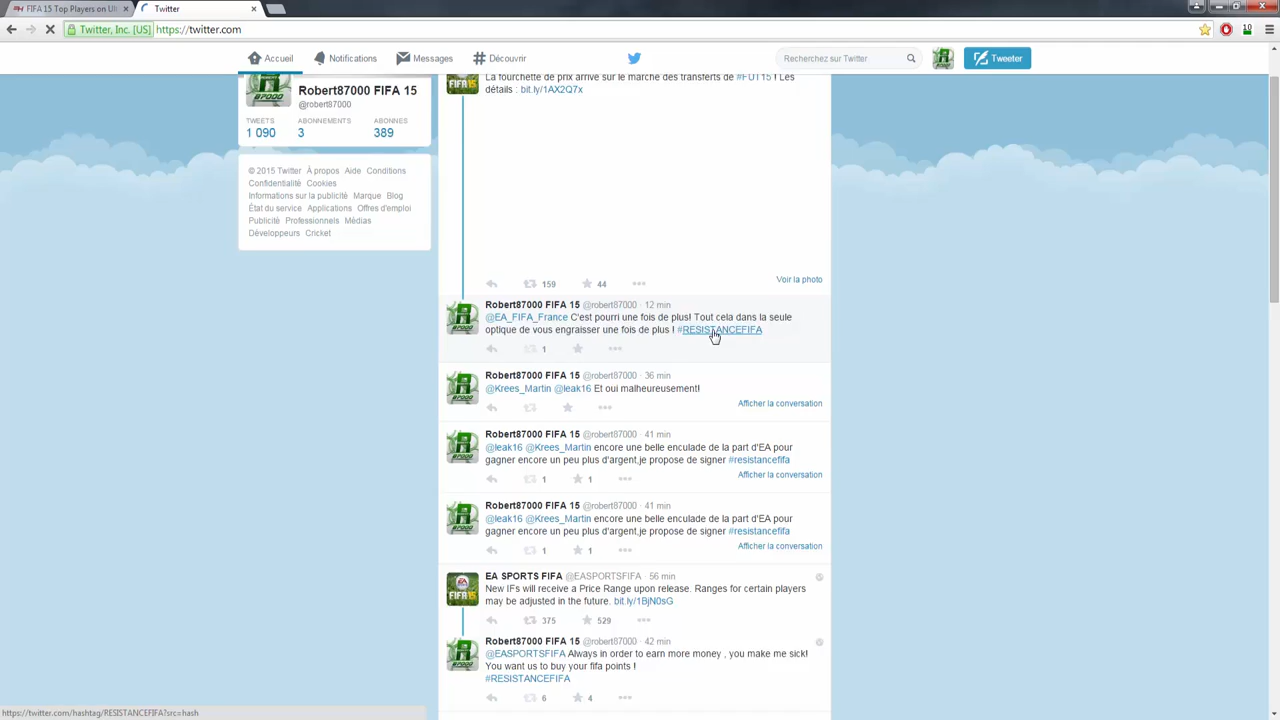 FIFA 15 Top Players on Ul
Twitter
10
Twitter, Inc. [US] https://twitter.com
Accueil Notifications Messages Découvrir Recherchez sur Twitter Tweeter
87000
Robert87000 FIFA 15
@robert87000
TWEETS ABONNEMENTS ABONNÉS
1 090 3 389
© 2015 Twitter À propos Aide Conditions
Confidentialité Cookies
Informations sur la publicité Marque Blog
État du service Applications Offres d'emploi
Publicité Professionnels Médias
Développeurs Cricket
FIFA15
La fourchette de prix arrive sur le marché des transferts de #FUT15 ! Les
détails : bit.ly/1AX2Q7x
159 44
Voir la photo
Robert87000 FIFA 15 @robert87000 · 12 min
@EA_FIFA_France C'est pourri une fois de plus! Tout cela dans la seule
optique de vous engraisser une fois de plus ! #RESISTANCEFIFA
1
Robert87000 FIFA 15 @robert87000 · 36 min
@Krees_Martin @leak16 Et oui malheureusement!
Afficher la conversation
Robert87000 FIFA 15 @robert87000 · 41 min
@leak16 @Krees_Martin encore une belle enculade de la part d'EA pour
gagner encore un peu plus d'argent,je propose de signer #resistancefifa
Afficher la conversation
1 1
Robert87000 FIFA 15 @robert87000 · 41 min
@leak16 @Krees_Martin encore une belle enculade de la part d'EA pour
gagner encore un peu plus d'argent,je propose de signer #resistancefifa
Afficher la conversation
1 1
EA SPORTS FIFA @EASPORTSFIFA · 56 min
New IFs will receive a Price Range upon release. Ranges for certain players
may be adjusted in the future. bit.ly/1BjN0sG
FIFA15
375 529
Robert87000 FIFA 15 @robert87000 · 42 min
@EASPORTSFIFA Always in order to earn more money , you make me sick!
You want us to buy your fifa points !
#RESISTANCEFIFA
6 4
https://twitter.com/hashtag/RESISTANCEFIFA?src=hash